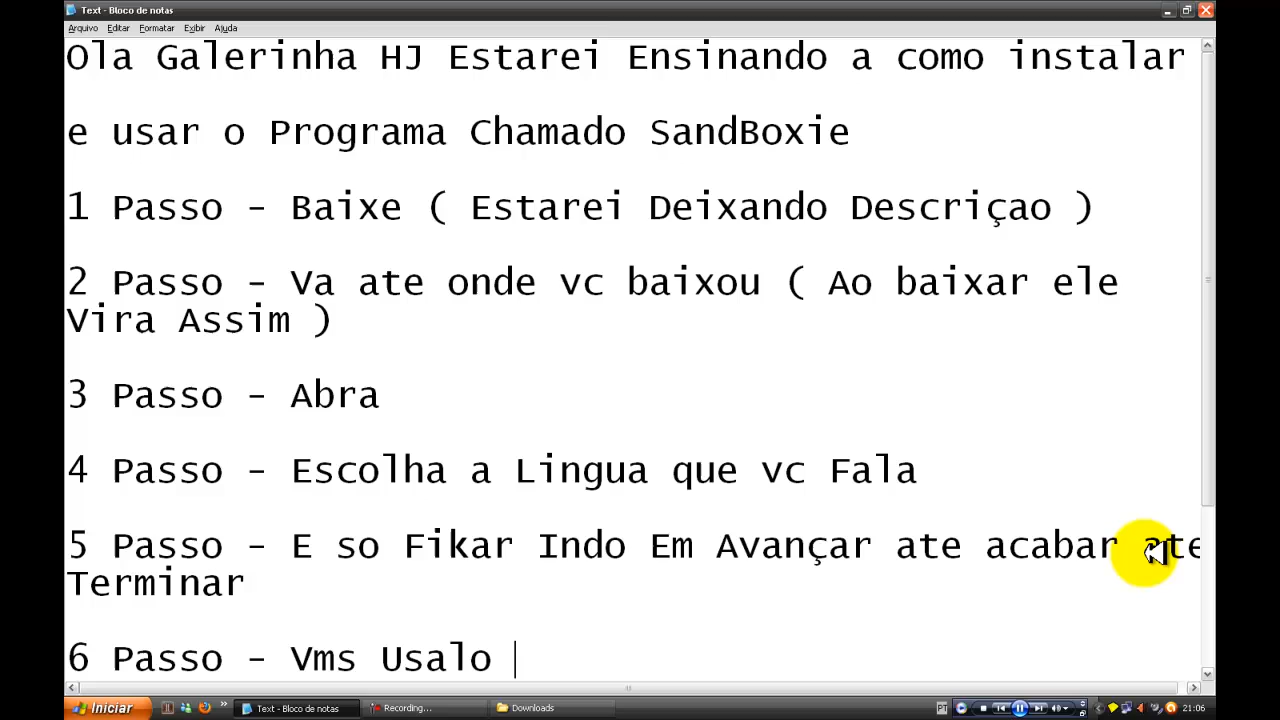 Text - Bloco de notas
Arquivo Editar Formatar Exibir Ajuda
Ola Galerinha HJ Estarei Ensinando a como instalar
e usar o Programa Chamado SandBoxie
1 Passo - Baixe ( Estarei Deixando Descriçao )
2 Passo - Va ate onde vc baixou ( Ao baixar ele
Vira Assim )
3 Passo - Abra
4 Passo - Escolha a Lingua que vc Fala
5 Passo - E so Fikar Indo Em Avançar ate acabar ate
Terminar
6 Passo - Vms Usalo
Iniciar Text - Bloco de notas Recording... Downloads PT 21:06